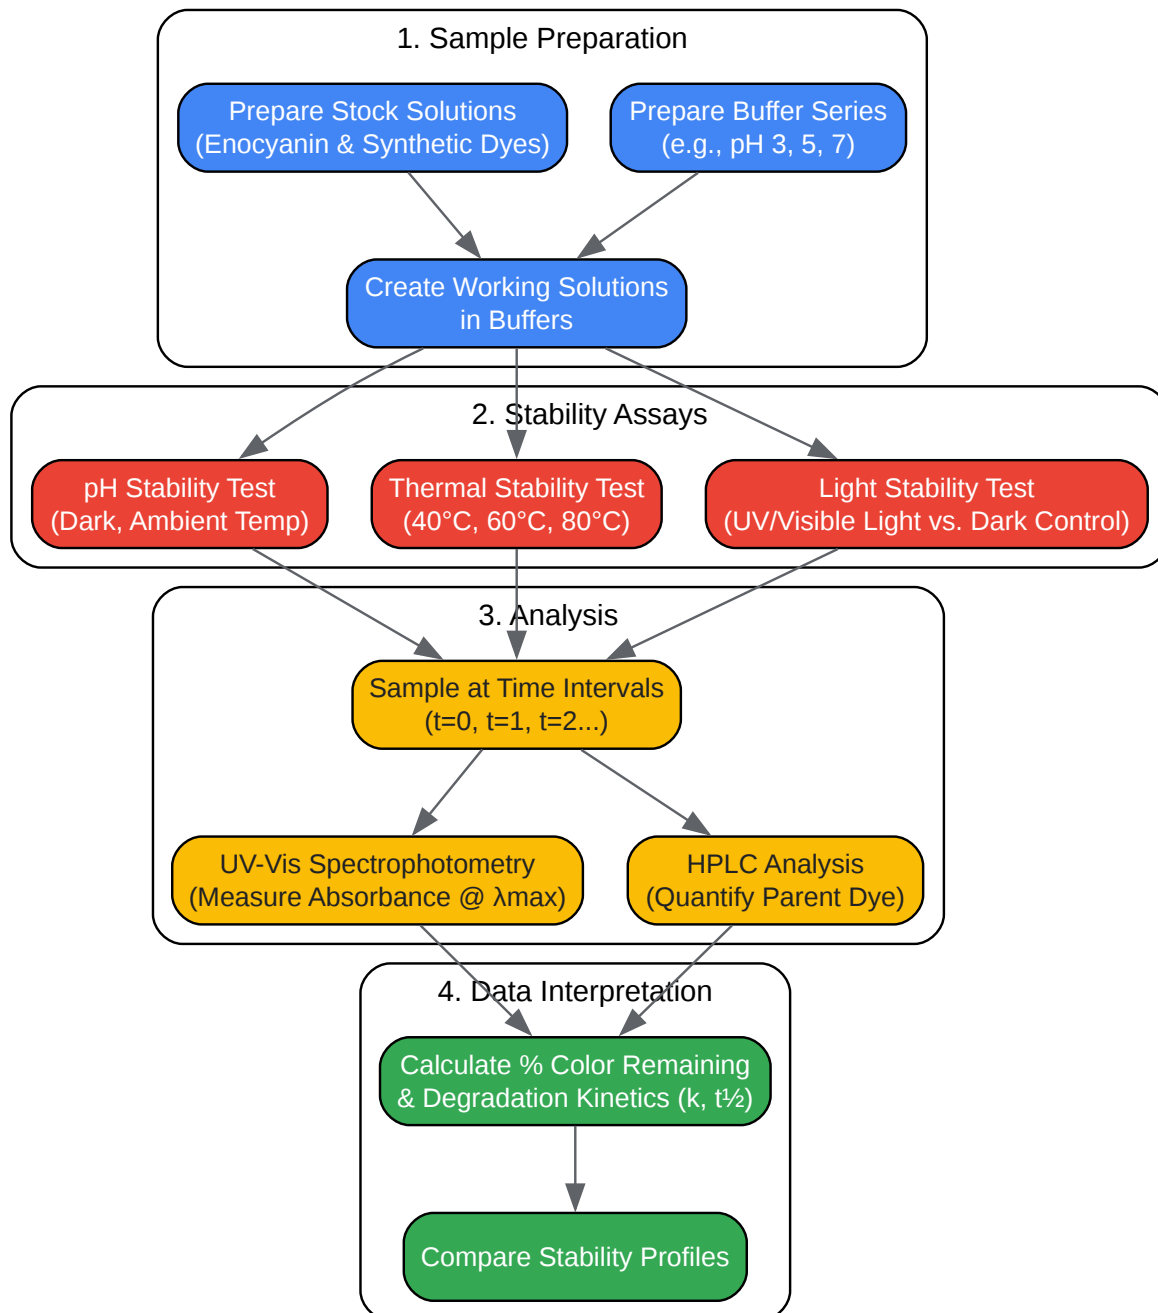 1. Sample Preparation
Prepare Stock Solutions
(Enocyanin & Synthetic Dyes)
Prepare Buffer Series
(e.g., pH 3, 5, 7)
Create Working Solutions
in Buffers
2. Stability Assays
pH Stability Test
(Dark, Ambient Temp)
Thermal Stability Test
(40°C, 60°C, 80°C)
Light Stability Test
(UV/Visible Light vs. Dark Control)
3. Analysis
Sample at Time Intervals
(t=0, t=1, t=2...)
UV-Vis Spectrophotometry
(Measure Absorbance @ λmax)
HPLC Analysis
(Quantify Parent Dye)
4. Data Interpretation
Calculate % Color Remaining
& Degradation Kinetics (k, t½)
Compare Stability Profiles